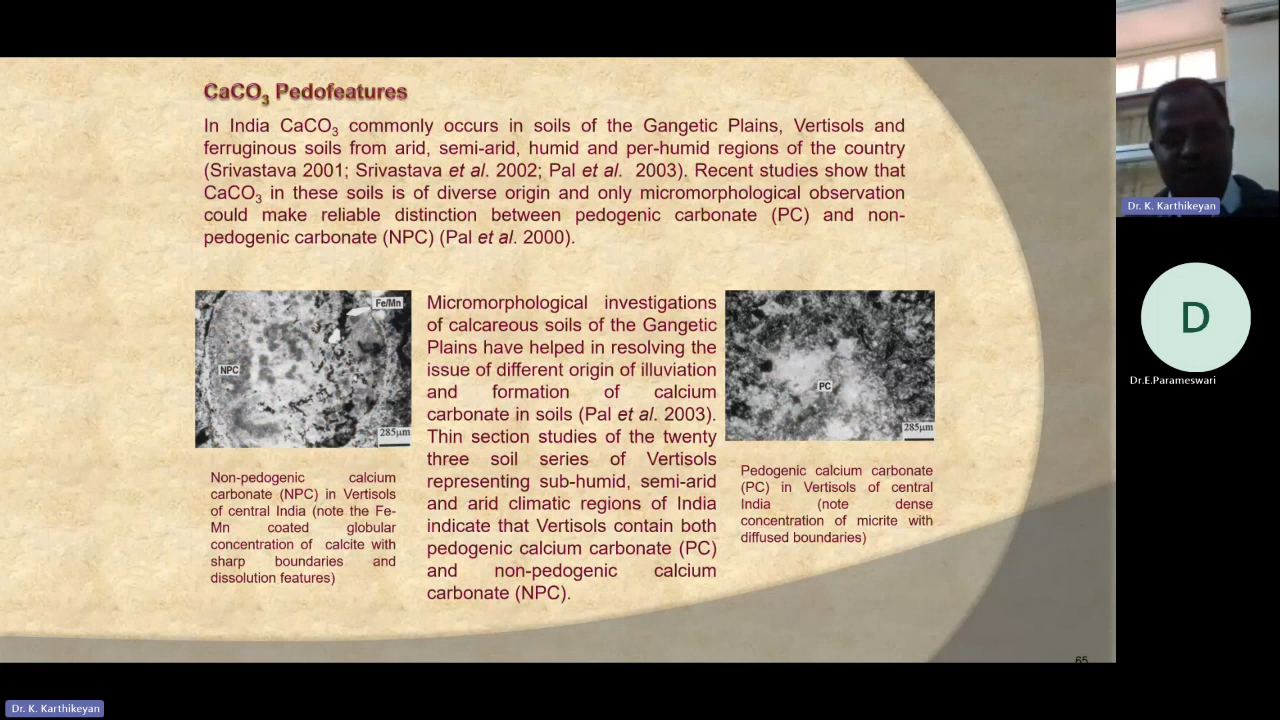 CaCO3 Pedofeatures
In India CaCO3 commonly occurs in soils of the Gangetic Plains, Vertisols and
ferruginous soils from arid, semi-arid, humid and per-humid regions of the country
(Srivastava 2001; Srivastava et al. 2002; Pal et al. 2003). Recent studies show that
CaCO3 in these soils is of diverse origin and only micromorphological observation
could make reliable distinction between pedogenic carbonate (PC) and non-
pedogenic carbonate (NPC) (Pal et al. 2000).
Fe/Mn
NPC
285µm
Non-pedogenic calcium
carbonate (NPC) in Vertisols
of central India (note the Fe-
Mn coated globular
concentration of calcite with
sharp boundaries and
dissolution features)
Micromorphological investigations
of calcareous soils of the Gangetic
Plains have helped in resolving the
issue of different origin of illuviation
and formation of calcium
carbonate in soils (Pal et al. 2003).
Thin section studies of the twenty
three soil series of Vertisols
representing sub-humid, semi-arid
and arid climatic regions of India
indicate that Vertisols contain both
pedogenic calcium carbonate (PC)
and non-pedogenic calcium
carbonate (NPC).
PC
285µm
Pedogenic calcium carbonate
(PC) in Vertisols of central
India (note dense
concentration of micrite with
diffused boundaries)
65
Dr. K. Karthikeyan
D
Dr.E.Parameswari
Dr. K. Karthikeyan